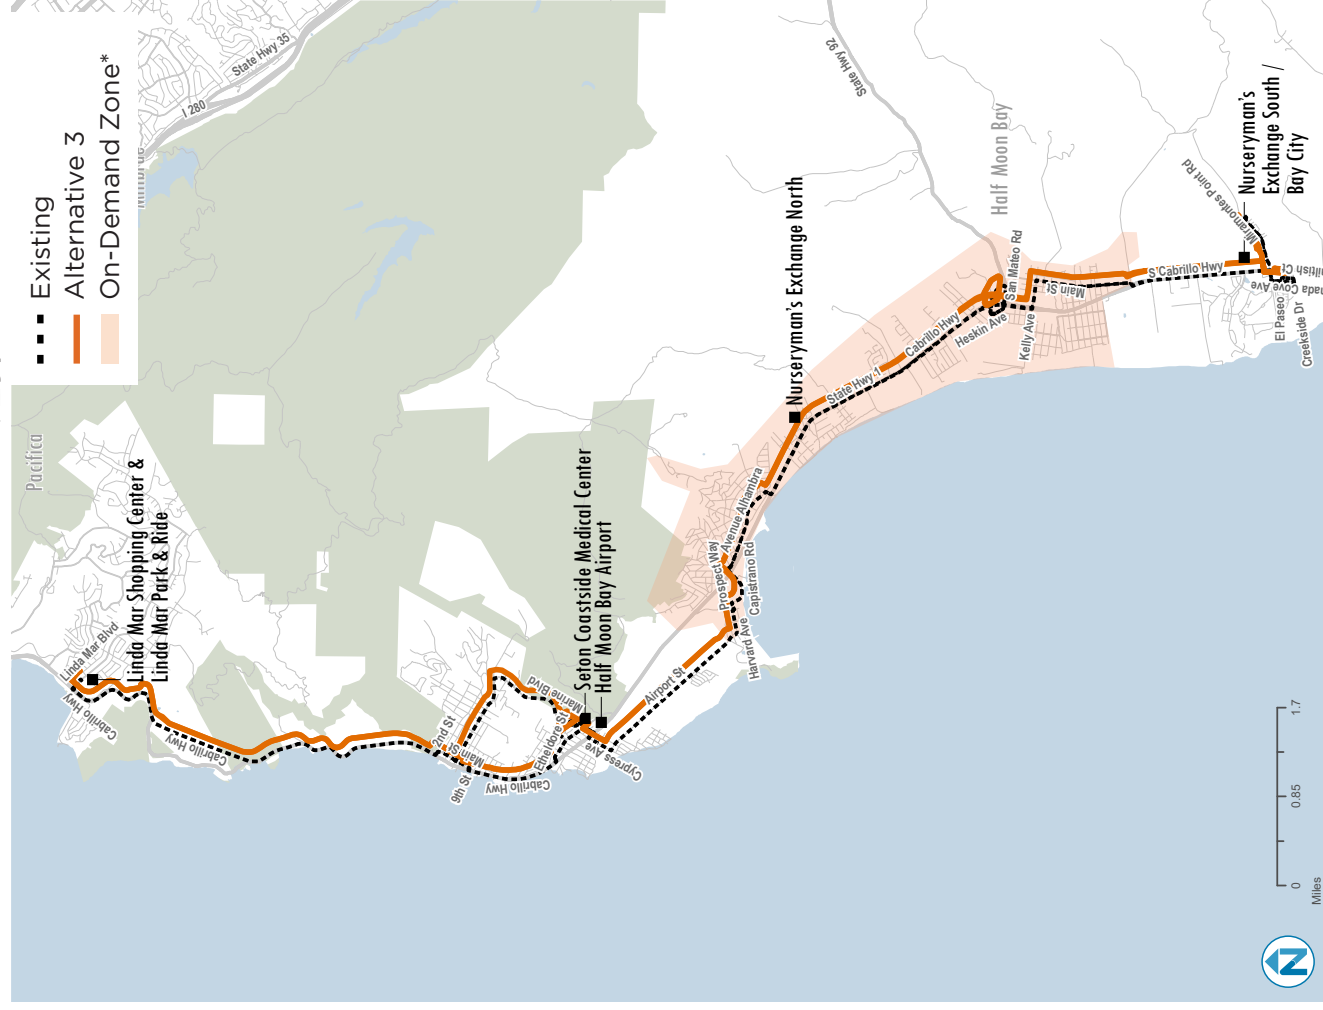 Existing
Alternative 3
On-Demand Zone*
State Hwy 35
I 280
Pacifica
State Hwy 92
Half Moon Bay
Linda Mar Blvd
Linda Mar Shopping Center &
Linda Mar Park & Ride
Cabrillo Hwy
Cabrillo Hwy
Cabrillo Hwy
2nd St
Main St
9th St
Cabrillo Hwy
Etheldore St
Marine Blvd
Seton Coastside Medical Center
Half Moon Bay Airport
Cypress Ave
Airport St
Harvard Ave
Capistrano Rd
Prospect Way
Avenue Alhambra
Nurseryman's Exchange North
State Hwy 1
Cabrillo Hwy
Heskin Ave
San Mateo Rd
Kelly Ave
Main St
S Cabrillo Hwy
Miramontes Point Rd
Nurseryman's
Exchange South /
Bay City
Cove Ave
El Paseo
Creekside Dr
0
0.85
1.7
Miles
N